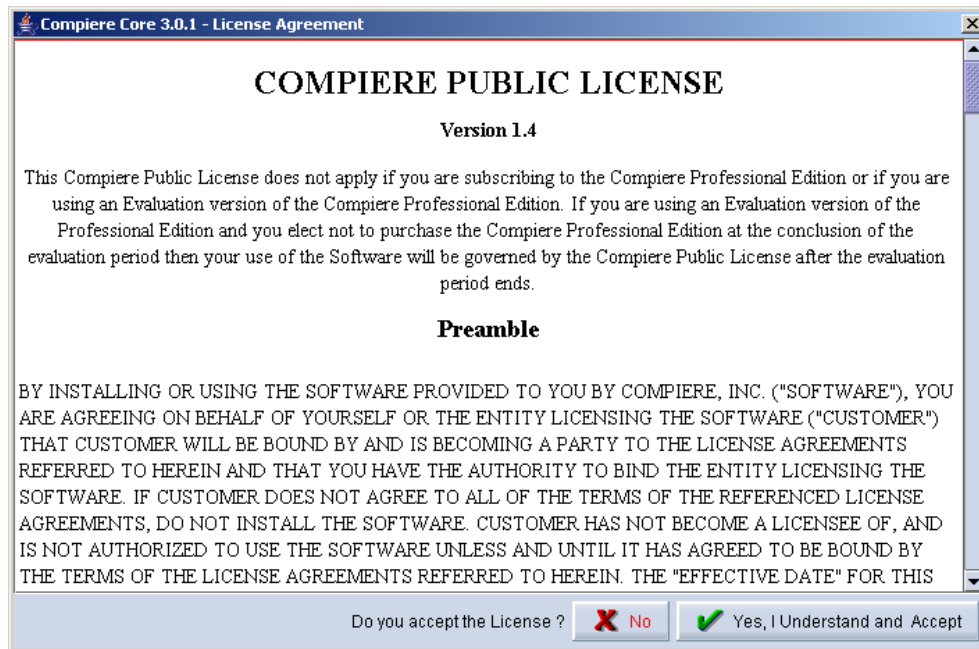 Compiere Core 3.0.1 - License Agreement
COMPIERE PUBLIC LICENSE
Version 1.4
This Compiere Public License does not apply if you are subscribing to the Compiere Professional Edition or if you are
using an Evaluation version of the Compiere Professional Edition. If you are using an Evaluation version of the
Professional Edition and you elect not to purchase the Compiere Professional Edition at the conclusion of the
evaluation period then your use of the Software will be governed by the Compiere Public License after the evaluation
period ends.
Preamble
BY INSTALLING OR USING THE SOFTWARE PROVIDED TO YOU BY COMPIERE, INC. ("SOFTWARE"), YOU
ARE AGREEING ON BEHALF OF YOURSELF OR THE ENTITY LICENSING THE SOFTWARE ("CUSTOMER")
THAT CUSTOMER WILL BE BOUND BY AND IS BECOMING A PARTY TO THE LICENSE AGREEMENTS
REFERRED TO HEREIN AND THAT YOU HAVE THE AUTHORITY TO BIND THE ENTITY LICENSING THE
SOFTWARE. IF CUSTOMER DOES NOT AGREE TO ALL OF THE TERMS OF THE REFERENCED LICENSE
AGREEMENTS, DO NOT INSTALL THE SOFTWARE. CUSTOMER HAS NOT BECOME A LICENSEE OF, AND
IS NOT AUTHORIZED TO USE THE SOFTWARE UNLESS AND UNTIL IT HAS AGREED TO BE BOUND BY
THE TERMS OF THE LICENSE AGREEMENTS REFERRED TO HEREIN. THE "EFFECTIVE DATE" FOR THIS
Do you accept the License ? No Yes, I Understand and Accept